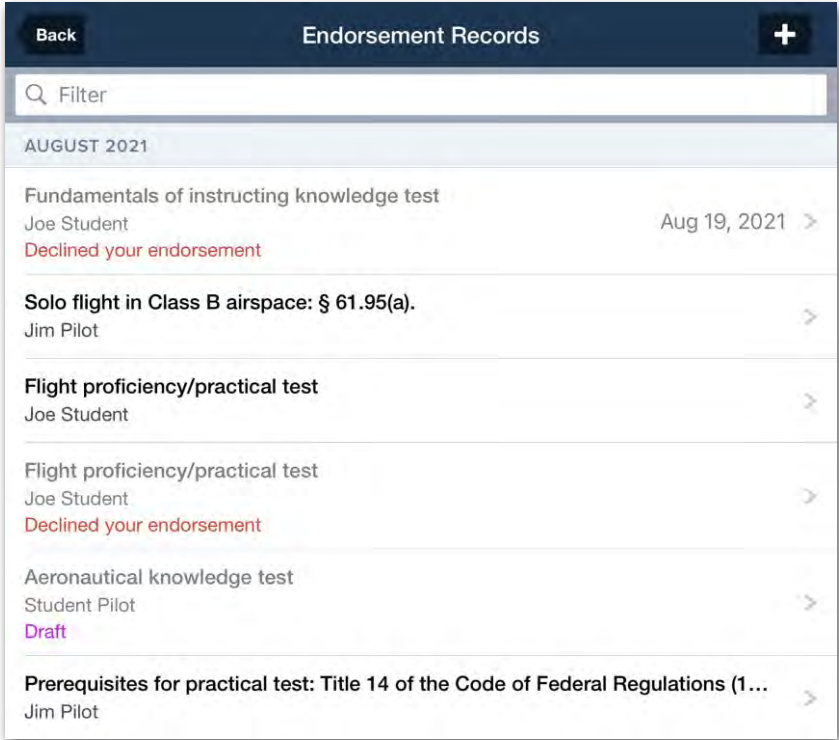 Back
Endorsement Records
+
Filter
AUGUST 2021
Fundamentals of instructing knowledge test
Joe Student
Aug 19, 2021
Declined your endorsement
Solo flight in Class B airspace: § 61.95(a).
Jim Pilot
Flight proficiency/practical test
Joe Student
Flight proficiency/practical test
Joe Student
Declined your endorsement
Aeronautical knowledge test
Student Pilot
Draft
Prerequisites for practical test: Title 14 of the Code of Federal Regulations (1...
Jim Pilot